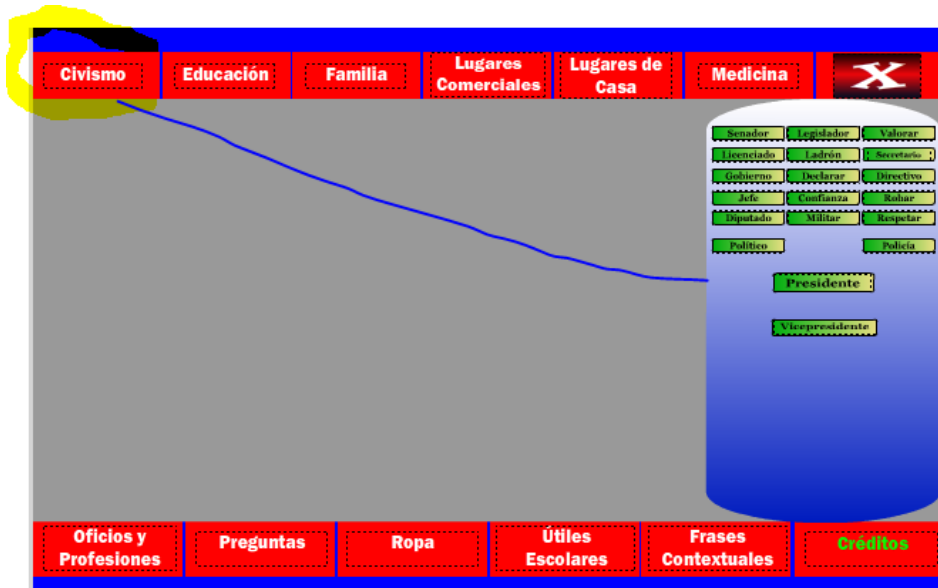 Civismo
Educación
Familia
Lugares
Comerciales
Lugares de
Casa
Medicina
X
Senador Legislador Valorar
Licenciado Ladrón Secretario
Gobierno Declarar Directivo
Jefe Confianza Robar
Diputado Militar Respetar
Político Policía
Presidente
Vicepresidente
Oficios y
Profesiones
Preguntas
Ropa
Útiles
Escolares
Frases
Contextuales
Créditos